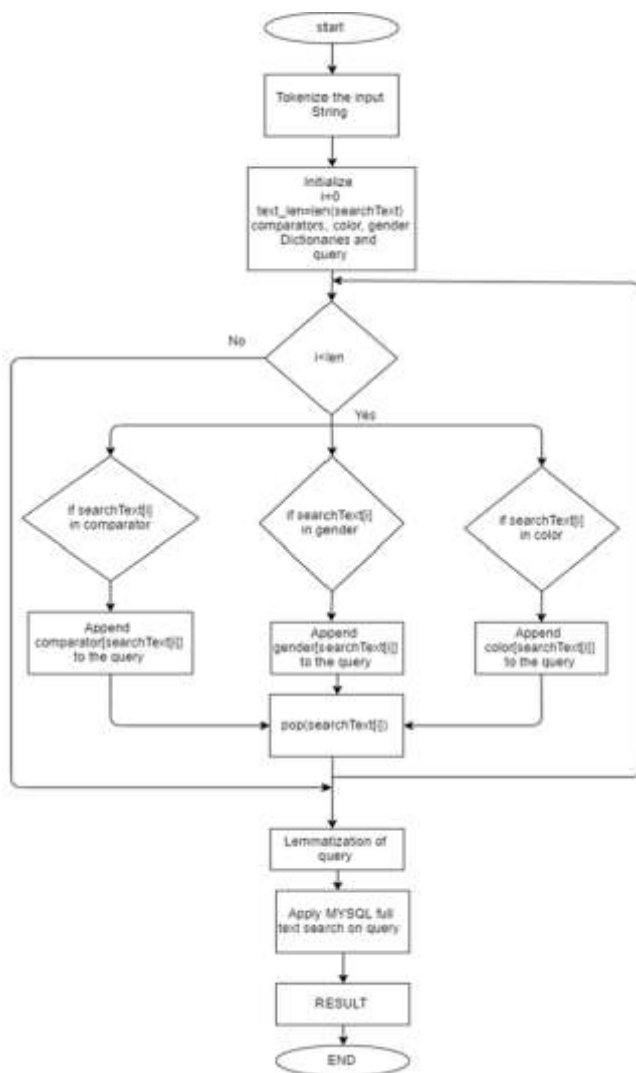 start
Tokenize the input
String
Initialize
i=0
text_len=len(searchText)
comparators, color, gender
Dictionaries and
query
No
i<len
Yes
if searchText[i]
in comparator
if searchText[i]
in gender
if searchText[i]
in color
Append
comparator[searchText[i]]
to the query
Append
gender[searchText[i]]
to the query
Append
color[searchText[i]]
to the query
pop(searchText[i])
Lemmatization of
query
Apply MYSQL full
text search on query
RESULT
END